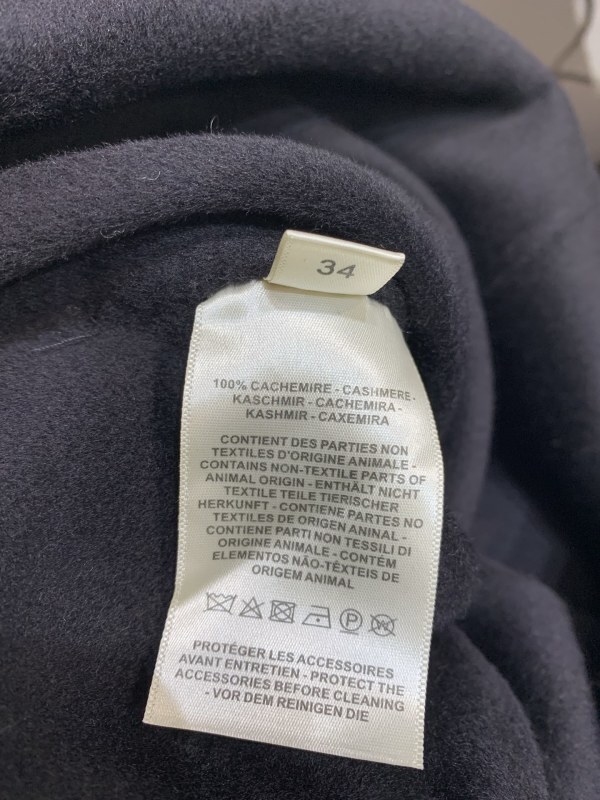 34
100% CACHEMIRE - CASHMERE -
KASCHMIR - CACHEMIRA -
KASHMIR - CAXEMIRA
CONTIENT DES PARTIES NON
TEXTILES D'ORIGINE ANIMALE -
CONTAINS NON-TEXTILE PARTS OF
ANIMAL ORIGIN - ENTHÄLT NICHT
TEXTILE TEILE TIERISCHER
HERKUNFT - CONTIENE PARTES NO
TEXTILES DE ORIGEN ANINAL -
CONTIENE PARTI NON TESSILI DI
ORIGINE ANIMALE - CONTÉM
ELEMENTOS NÃO-TÊXTEIS DE
ORIGEM ANIMAL
P
W
PROTÉGER LES ACCESSOIRES
AVANT ENTRETIEN - PROTECT THE
ACCESSORIES BEFORE CLEANING
- VOR DEM REINIGEN DIE